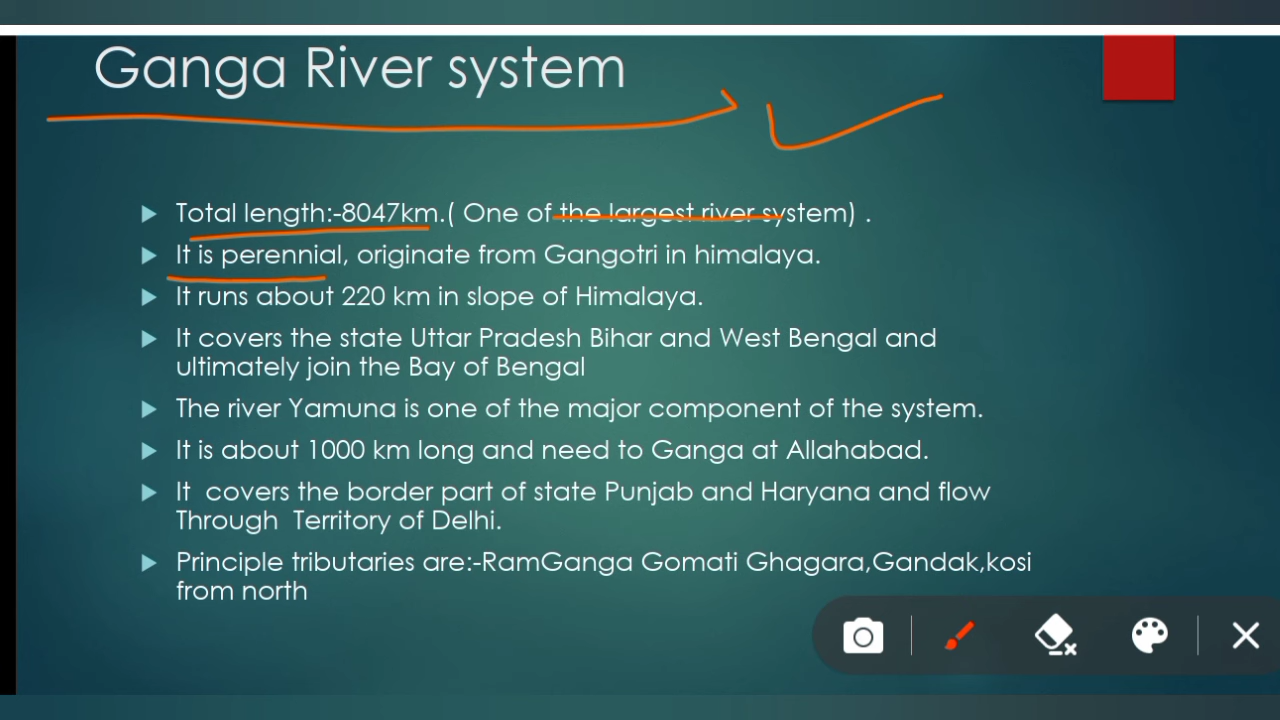 Ganga River system
Total length:-8047km.( One of the largest river system) .
It is perennial, originate from Gangotri in himalaya.
It runs about 220 km in slope of Himalaya.
It covers the state Uttar Pradesh Bihar and West Bengal and
ultimately join the Bay of Bengal
The river Yamuna is one of the major component of the system.
It is about 1000 km long and need to Ganga at Allahabad.
It  covers the border part of state Punjab and Haryana and flow
Through  Territory of Delhi.
Principle tributaries are:-RamGanga Gomati Ghagara,Gandak,kosi
from north